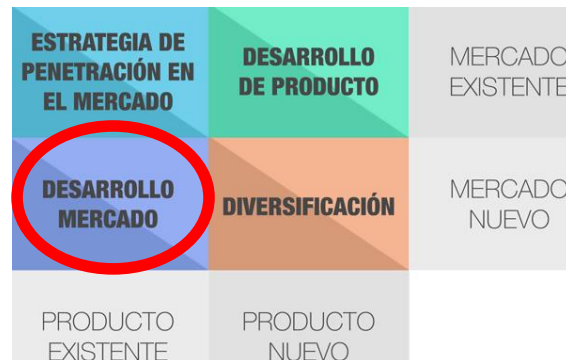 ESTRATEGIA DE
PENETRACIÓN EN
EL MERCADO
DESARROLLO
DE PRODUCTO
MERCADO
EXISTENTE
DESARROLLO
MERCADO
DIVERSIFICACIÓN
MERCADO
NUEVO
PRODUCTO
EXISTENTE
PRODUCTO
NUEVO